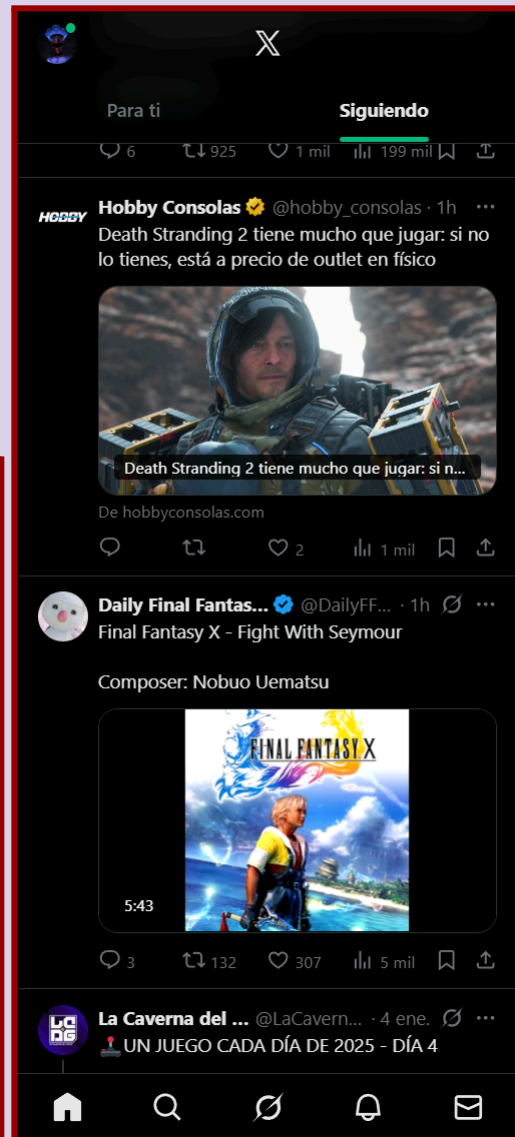 Para ti
Siguiendo
6 925 1 mil 199 mil
HOBBY
Hobby Consolas @hobby_consolas · 1h
Death Stranding 2 tiene mucho que jugar: si no
lo tienes, está a precio de outlet en físico
Death Stranding 2 tiene mucho que jugar: si n...
De hobbyconsolas.com
2 1 mil
Daily Final Fantas... @DailyFF... · 1h
Final Fantasy X - Fight With Seymour
Composer: Nobuo Uematsu
FINAL FANTASY X
5:43
3 132 307 5 mil
La Caverna del ... @LaCavern... · 4 ene.
🕹️UN JUEGO CADA DÍA DE 2025 - DÍA 4